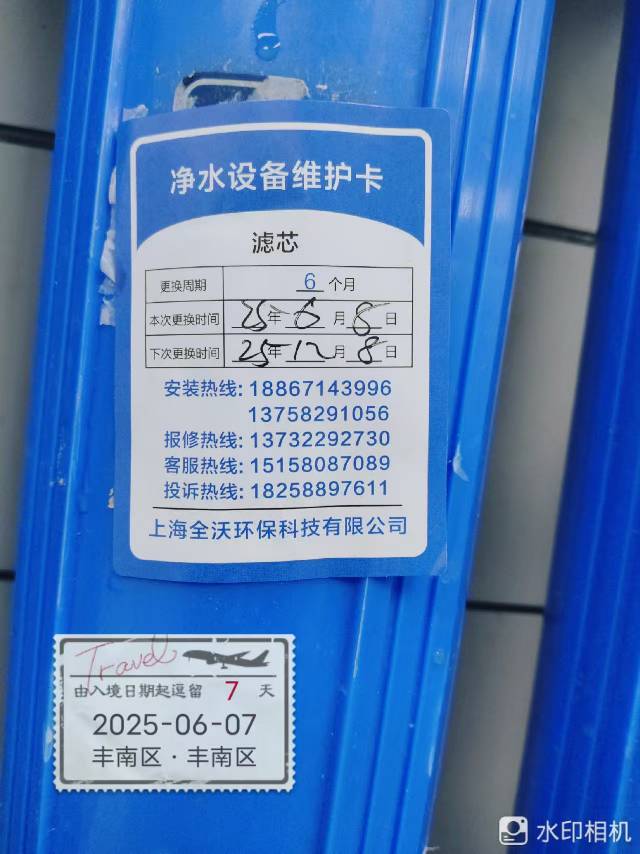 净水设备维护卡
滤芯
更换周期 6 个月
本次更换时间 25年 6 月 8 日
下次更换时间 25年 12 月 8 日
安装热线: 18867143996
13758291056
报修热线: 13732292730
客服热线: 15158087089
投诉热线: 18258897611
上海全沃环保科技有限公司
Travel
由入境日期起逗留 7 天
2025-06-07
丰南区·丰南区
水印相机